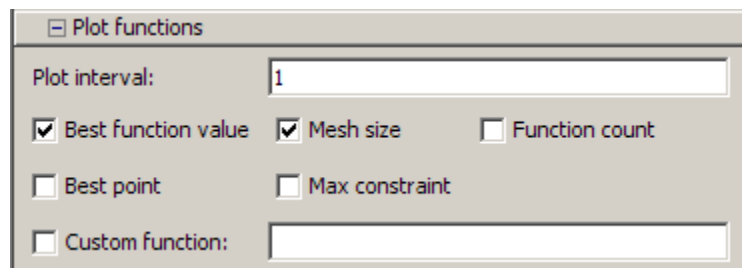 Plot functions
Plot interval: 1
Best function value Mesh size Function count
Best point Max constraint
Custom function: